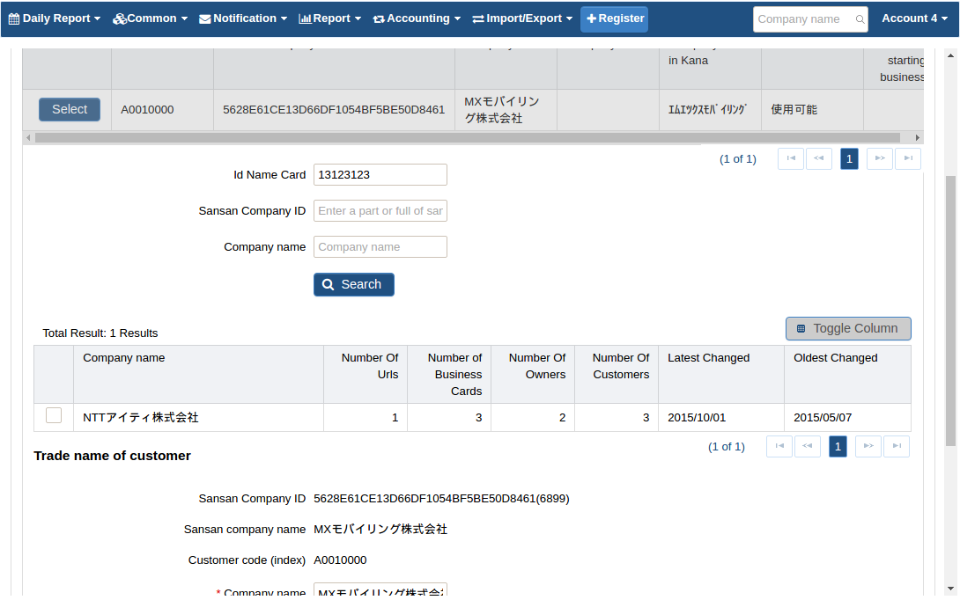 Daily Report Common Notification Report Accounting Import/Export Register Company name Account 4
in Kana
starting
business
Select A0010000 5628E61CE13D66DF1054BF5BE50D8461 MXモバイリン
グ株式会社 ｴﾑｴｯｸｽﾓﾊﾞｲﾘﾝｸﾞ 使用可能
(1 of 1) 1
Id Name Card 13123123
Sansan Company ID Enter a part or full of sar
Company name Company name
Search
Total Result: 1 Results Toggle Column
Company name Number Of
Urls Number of
Business
Cards Number Of
Owners Number Of
Customers Latest Changed Oldest Changed
NTTアイティ株式会社 1 3 2 3 2015/10/01 2015/05/07
(1 of 1) 1
Trade name of customer
Sansan Company ID 5628E61CE13D66DF1054BF5BE50D8461(6899)
Sansan company name MXモバイリング株式会社
Customer code (index) A0010000
* Company name MXモバイリング株式会